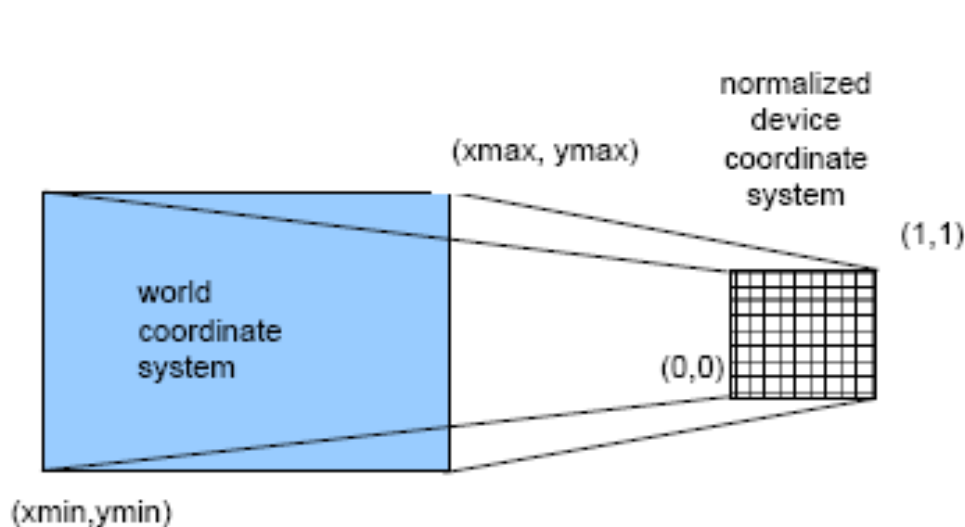 normalized
device
coordinate
system
(xmax, ymax)
(1,1)
world
coordinate
system
(0,0)
(xmin,ymin)